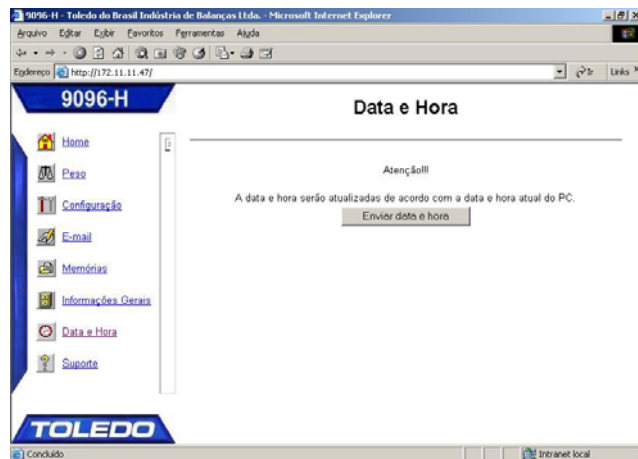 9096-H - Toledo do Brasil Indústria de Balanças Ltda. - Microsoft Internet Explorer
Arquivo Editar Exibir Favoritos Ferramentas Ajuda
Endereço http://172.11.11.47/ Ir Links
9096-H
Data e Hora
Home
Peso
Configuração
E-mail
Memórias
Informações Gerais
Data e Hora
Suporte
Atenção!!!
A data e hora serão atualizadas de acordo com a data e hora atual do PC.
Enviar data e hora
TOLEDO
Concluído Intranet local